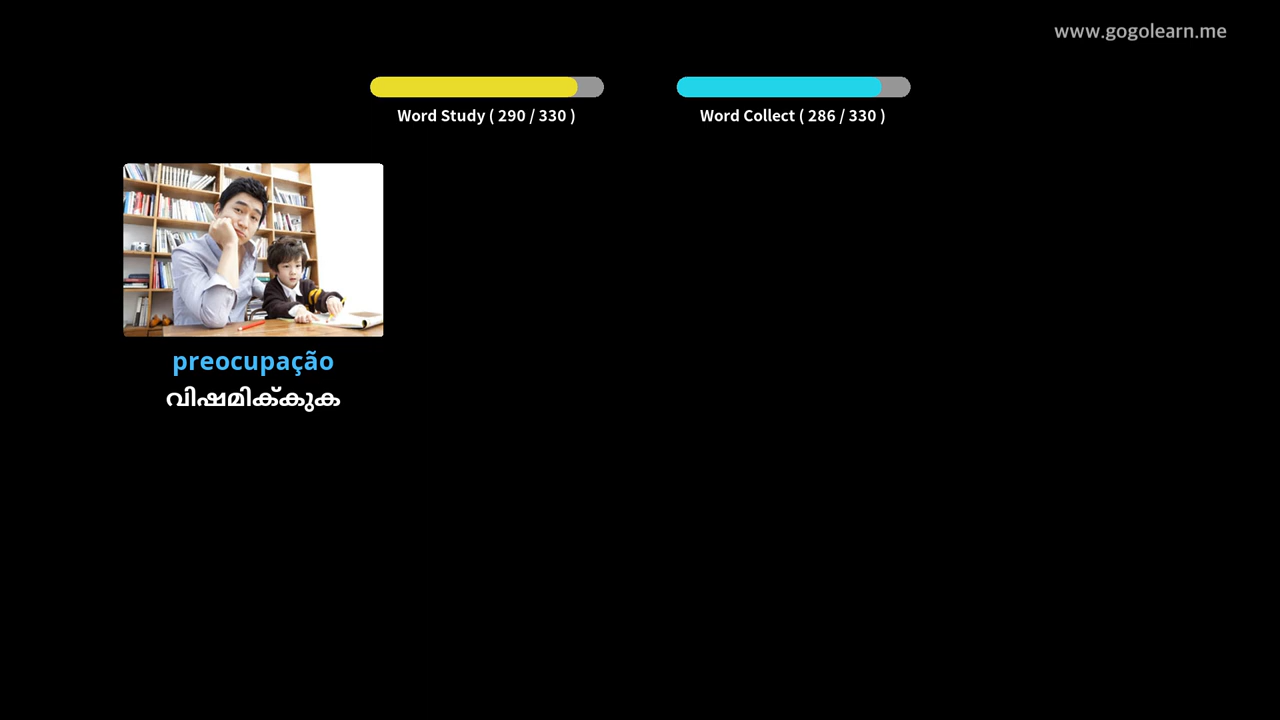 www.gogolearn.me
Word Study ( 290 / 330 )
Word Collect ( 286 / 330 )
preocupação
വിഷമിക്കുക